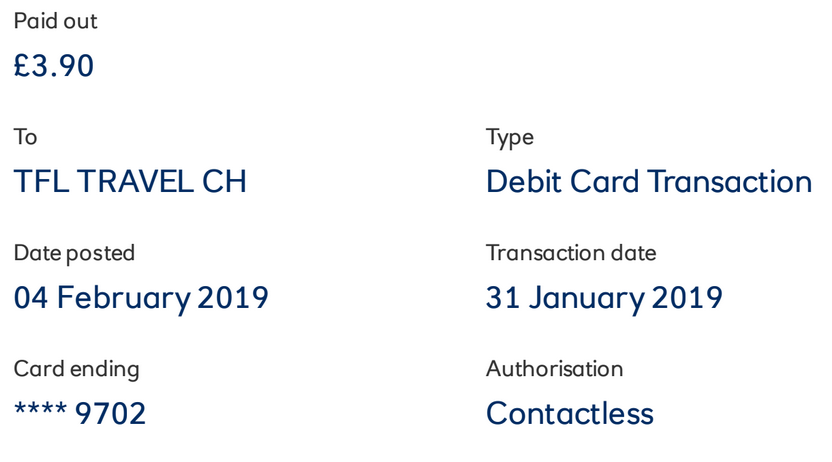 Paid out
£3.90
To
Type
TFL TRAVEL CH
Debit Card Transaction
Date posted
Transaction date
04 February 2019
31 January 2019
Card ending
Authorisation
**** 9702
Contactless